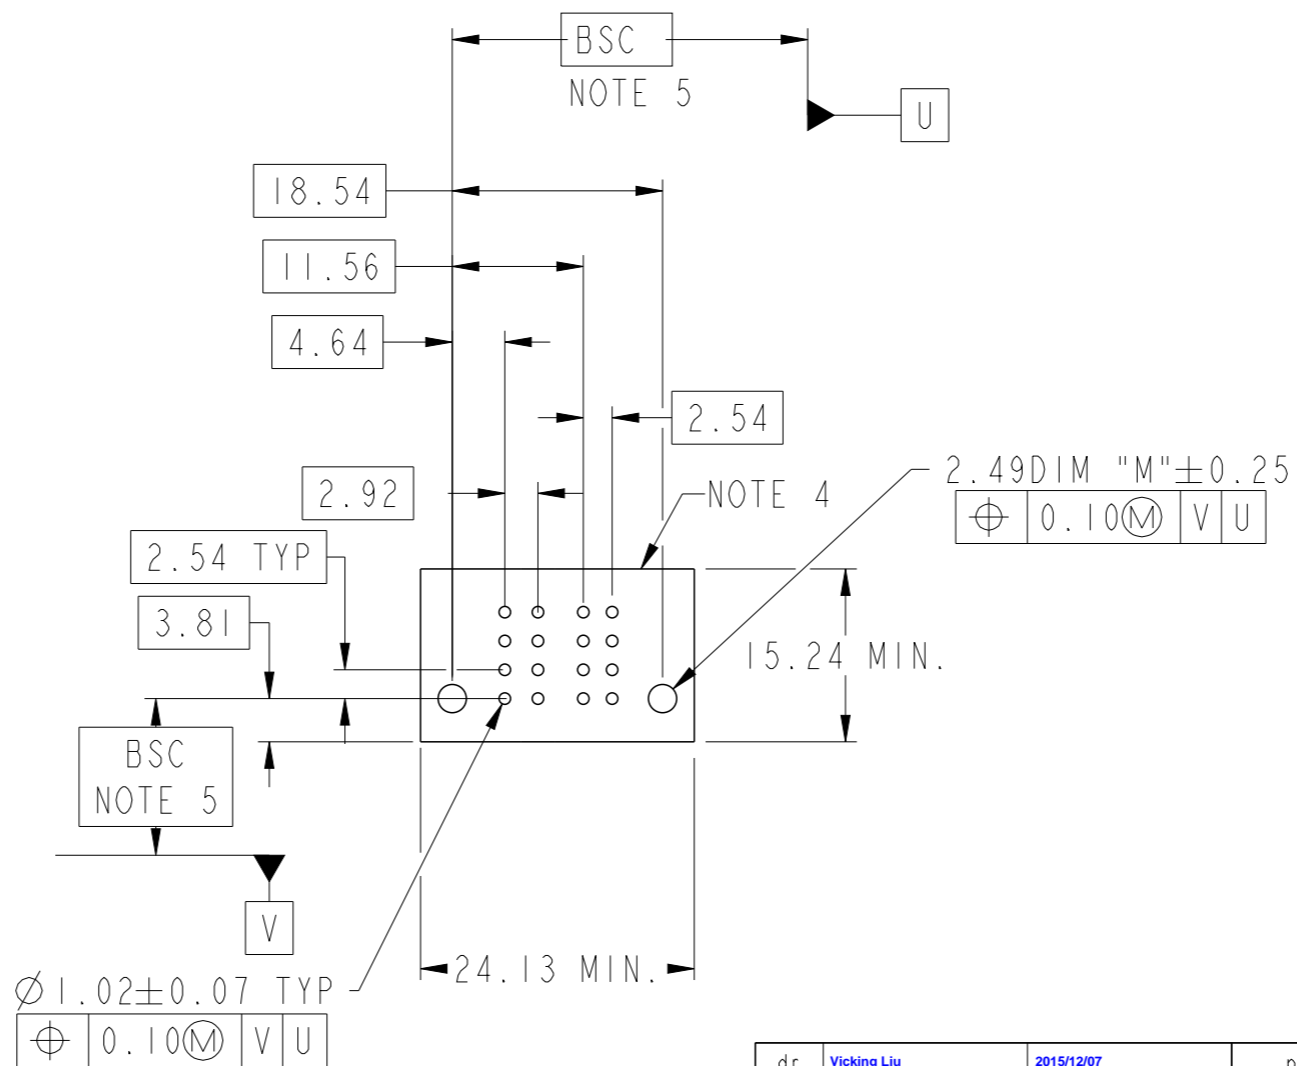 BSC
NOTE 5
U
18.54
11.56
4.64
2.54
2.92
NOTE 4
2.49DIM "M"±0.25
⌖ 0.10Ⓜ V U
2.54 TYP
3.81
15.24 MIN.
BSC
NOTE 5
V
24.13 MIN.
Ø1.02±0.07 TYP
⌖ 0.10Ⓜ V U
dr Vicking Liu 2015/12/07